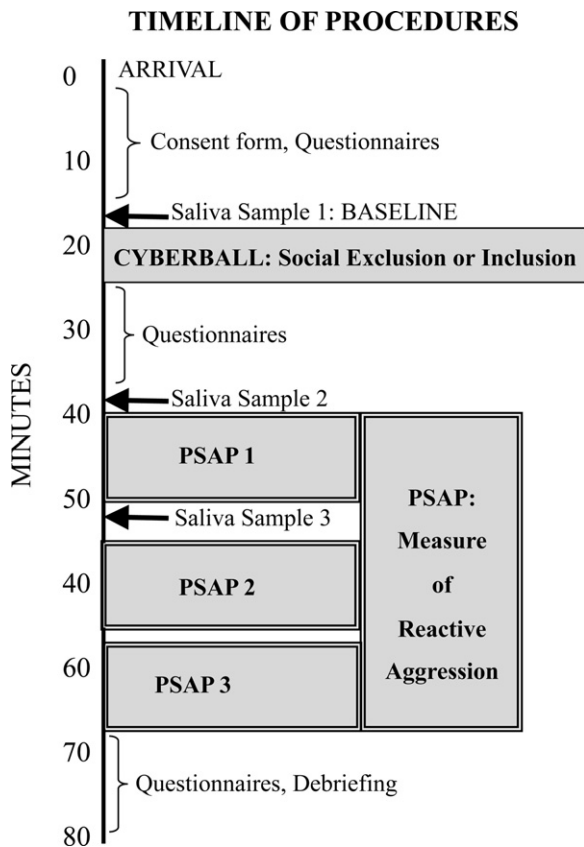 TIMELINE OF PROCEDURES
0
ARRIVAL
Consent form, Questionnaires
10
Saliva Sample 1: BASELINE
20
CYBERBALL: Social Exclusion or Inclusion
30
Questionnaires
MINUTES
Saliva Sample 2
40
PSAP 1
50
Saliva Sample 3
40
PSAP 2
60
PSAP 3
PSAP:
Measure
of
Reactive
Aggression
70
Questionnaires, Debriefing
80